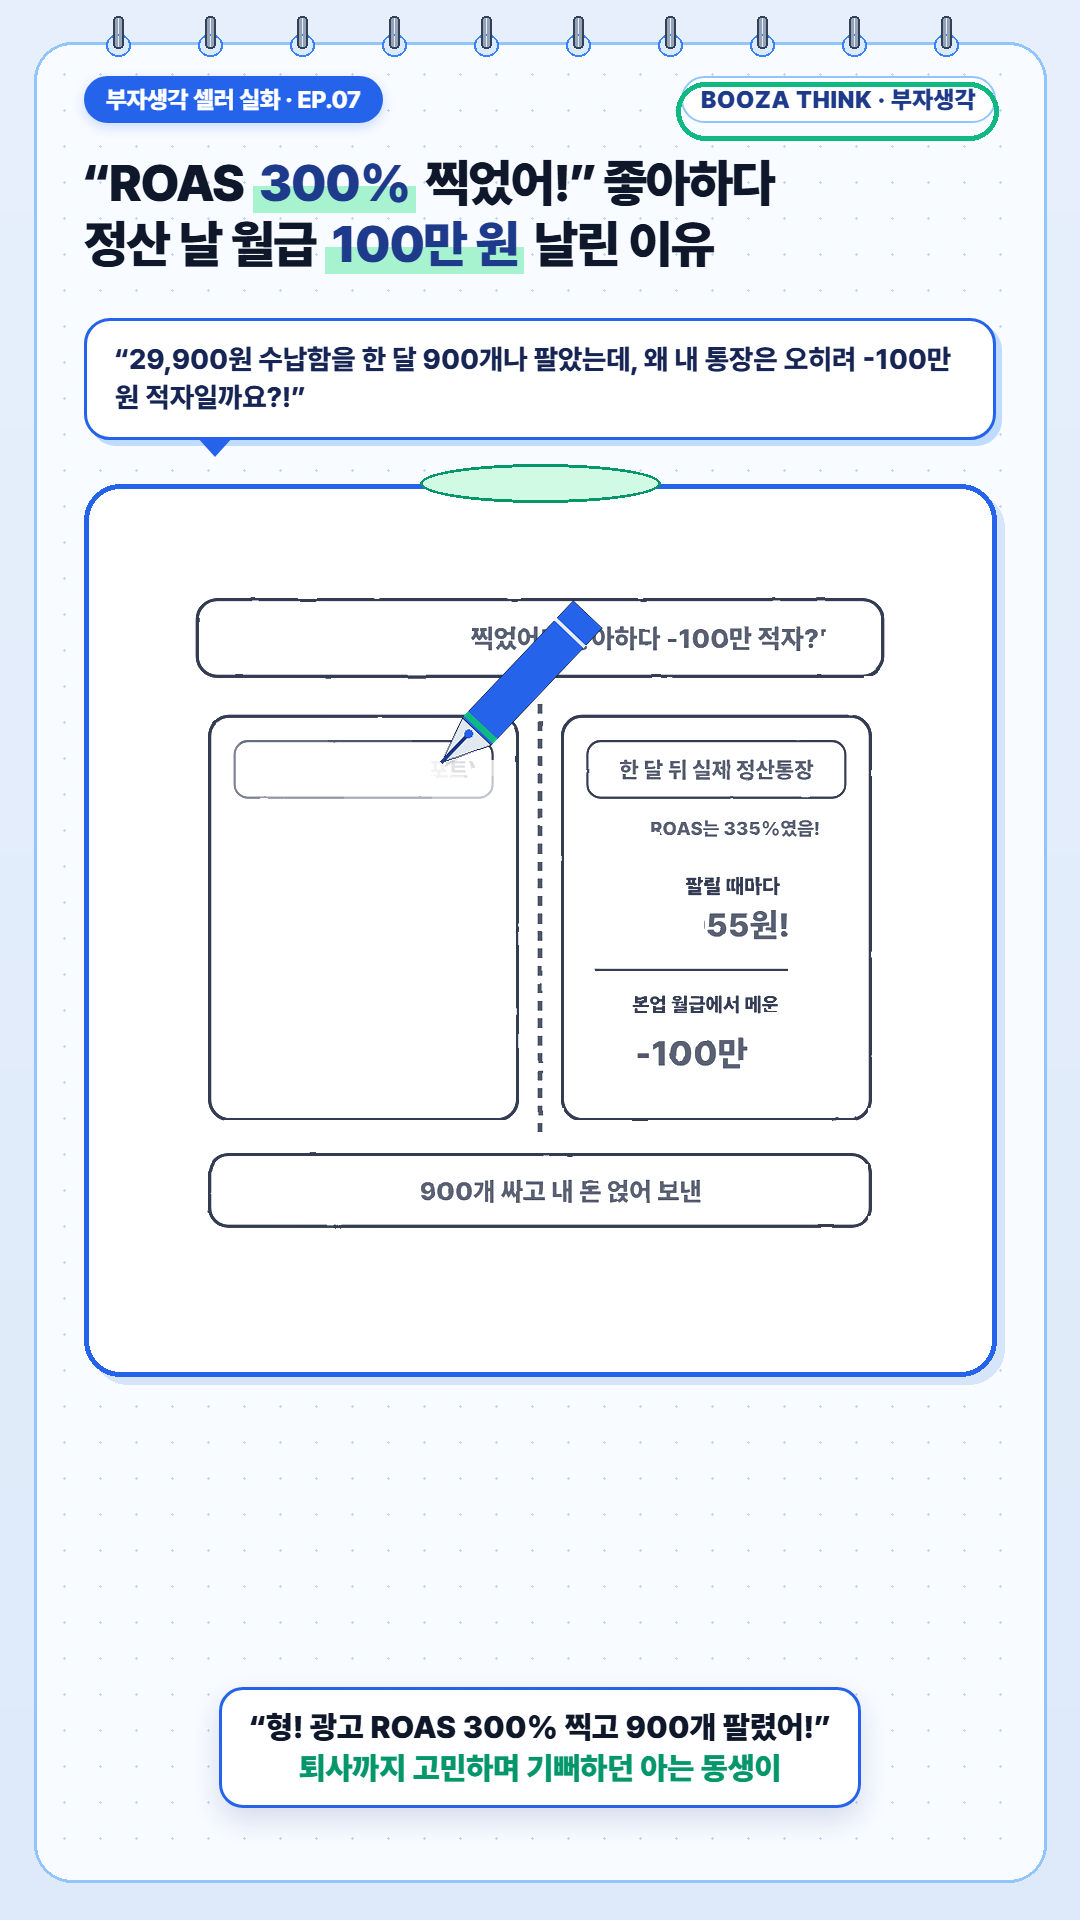 부자생각 셀러 실화 · EP.07
BOOZA THINK · 부자생각
“ROAS 300% 찍었어!” 좋아하다
정산 날 월급 100만 원 날린 이유
“29,900원 수납함을 한 달 900개나 팔았는데, 왜 내 통장은 오히려 -100만
원 적자일까요?!”
찍었어 아하다 -100만 적자?'
한 달 뒤 실제 정산통장
ROAS는 335%였음!
팔릴 때마다
55원!
본업 월급에서 메운
-100만
900개 싸고 내 돈 얹어 보낸
“형! 광고 ROAS 300% 찍고 900개 팔렸어!”
퇴사까지 고민하며 기뻐하던 아는 동생이